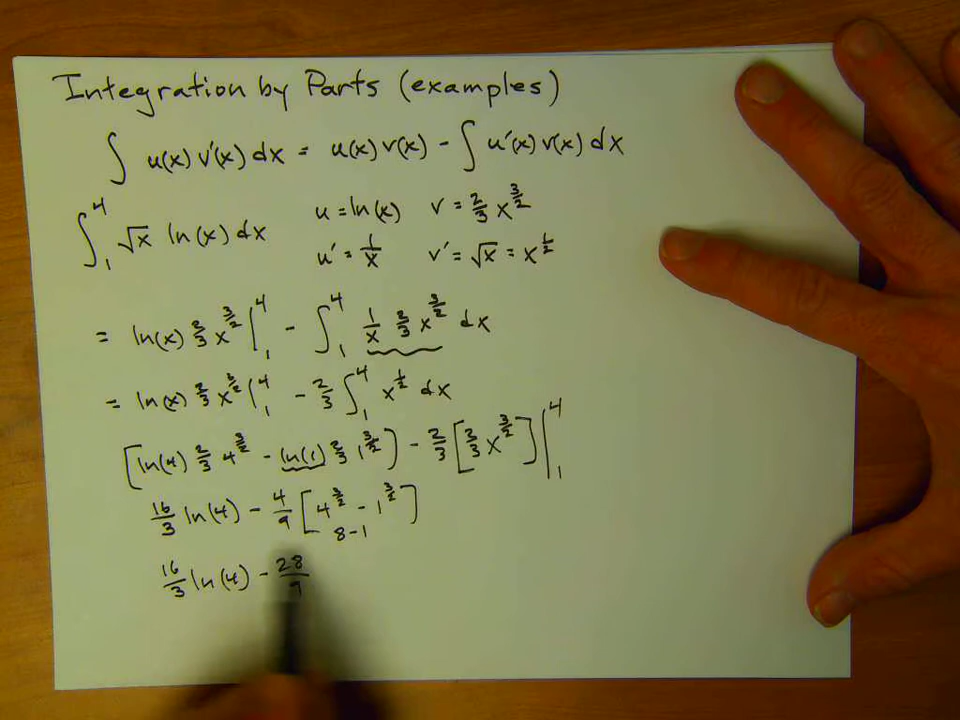 Integration by Parts (examples)
∫ u(x) v'(x) dx = u(x) v(x) - ∫ u'(x) v(x) dx
∫₁⁴ √x ln(x) dx u = ln(x) v = 2/3 x^(3/2)
u' = 1/x v' = √x = x^(1/2)
= ln(x) 2/3 x^(3/2) |₁⁴ - ∫₁⁴ 1/x 2/3 x^(3/2) dx
= ln(x) 2/3 x^(3/2) |₁⁴ - 2/3 ∫₁⁴ x^(1/2) dx
[ln(4) 2/3 4^(3/2) - ln(1) 2/3 1^(3/2)] - 2/3 [2/3 x^(3/2)] |₁⁴
16/3 ln(4) - 4/9 [4^(3/2) - 1^(3/2)]
8-1
16/3 ln(4) - 28/9